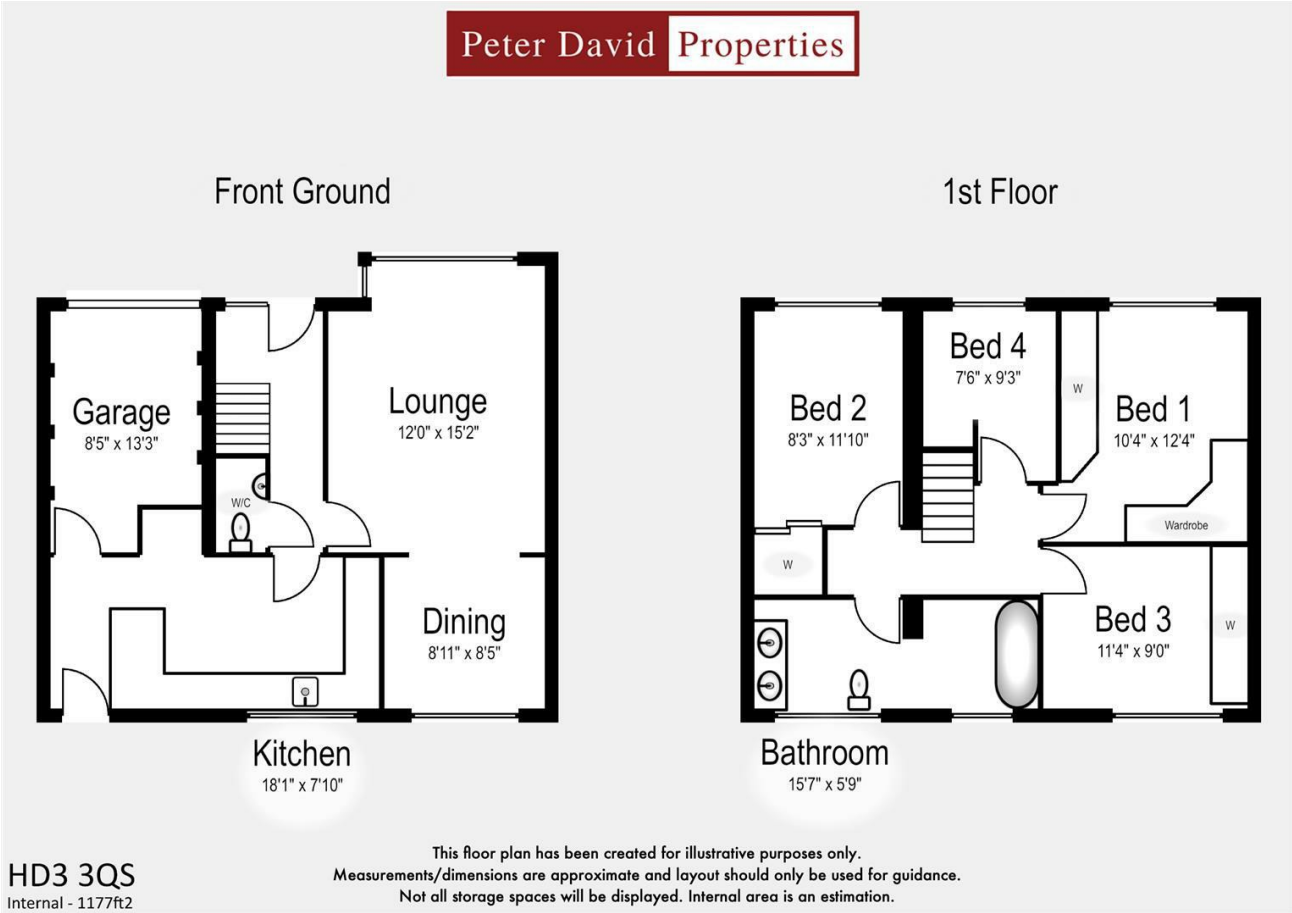 Peter David Properties
Front Ground
1st Floor
Garage
8'5" x 13'3"
Lounge
12'0" x 15'2"
W/C
Dining
8'11" x 8'5"
Kitchen
18'1" x 7'10"
Bed 2
8'3" x 11'10"
Bed 4
7'6" x 9'3"
W
Bed 1
10'4" x 12'4"
Wardrobe
W
Bed 3
11'4" x 9'0"
W
Bathroom
15'7" x 5'9"
HD3 3QS
Internal - 1177ft2
This floor plan has been created for illustrative purposes only.
Measurements/dimensions are approximate and layout should only be used for guidance.
Not all storage spaces will be displayed. Internal area is an estimation.